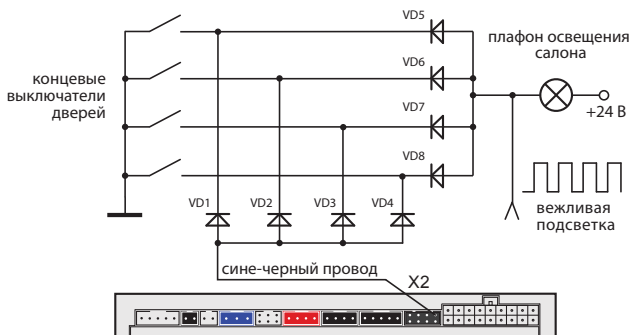 VD5
плафон освещения
салона
VD6
концевые
выключатели
дверей
+24 В
VD7
VD8
VD1
VD2
VD3
VD4
вежливая
подсветка
сине-черный провод
X2